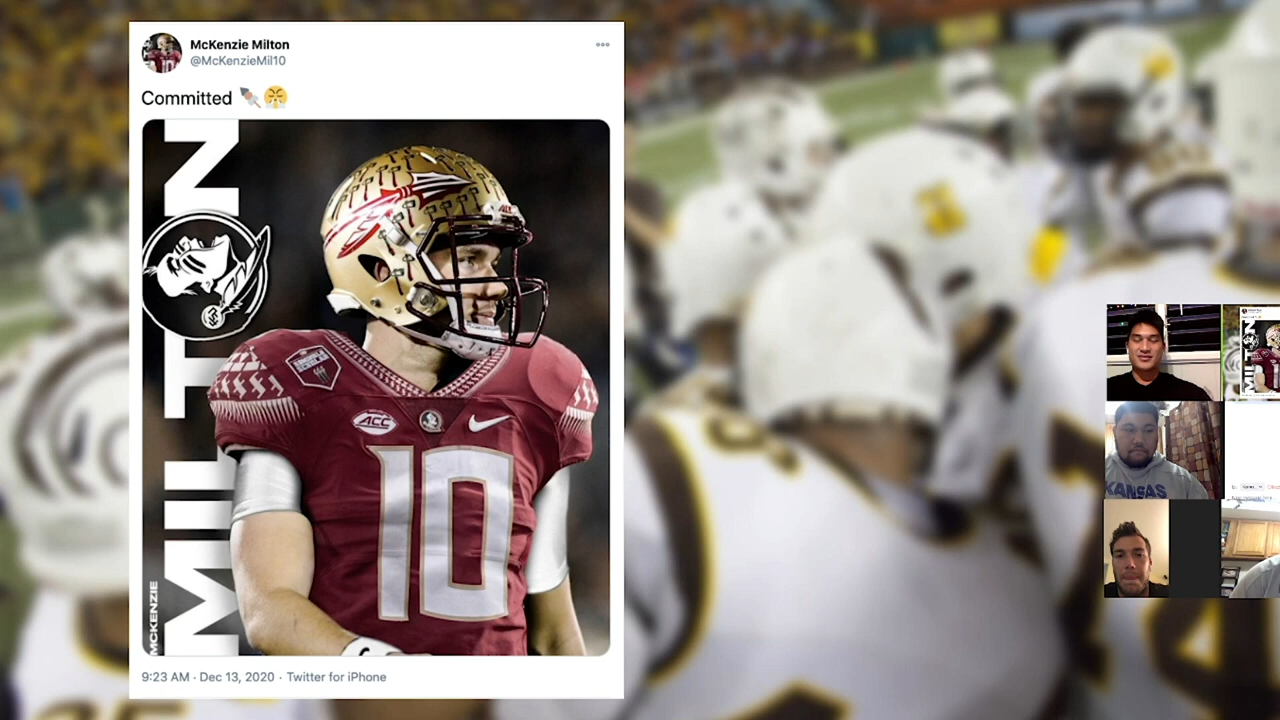 McKenzie Milton
@McKenzieMil10
Committed
MCKENZIE
MILTON
ACC
10
9:23 AM · Dec 13, 2020 · Twitter for iPhone
KANSAS